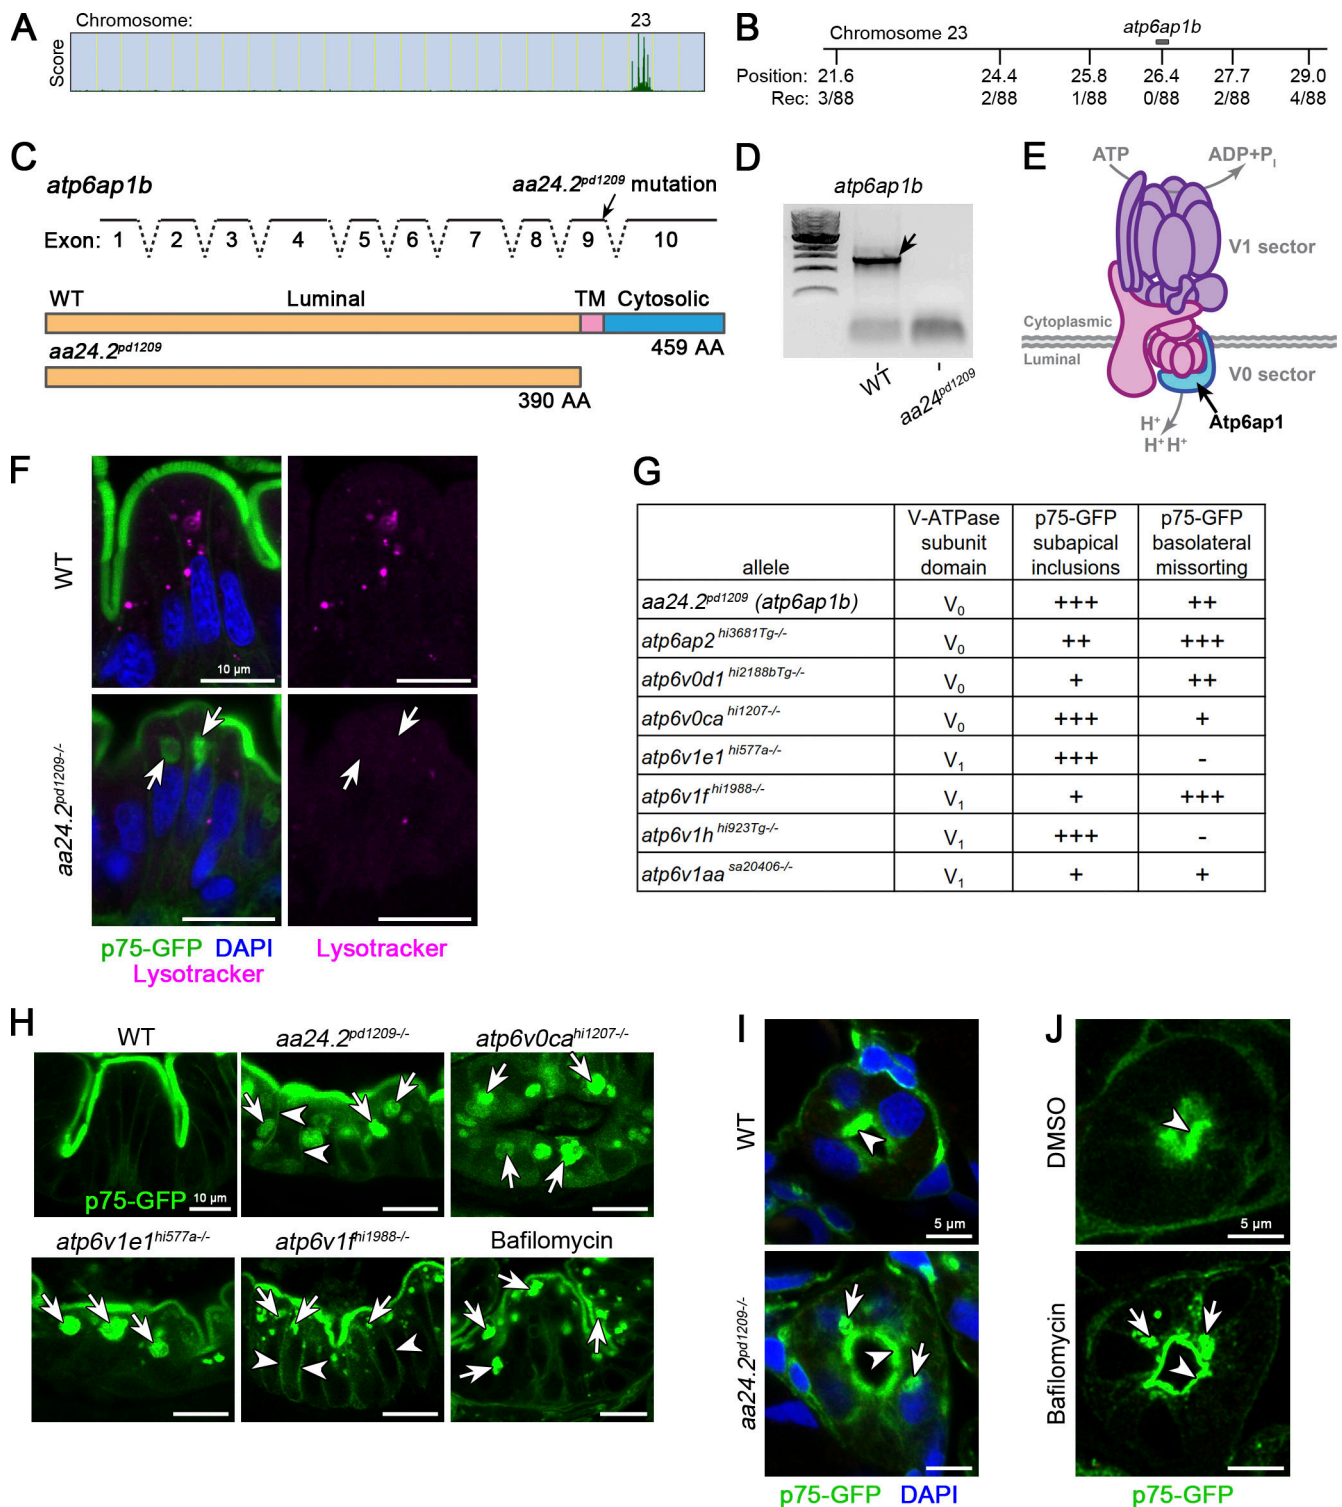 A
Chromosome:
23
Score
B
atp6ap1b
Chromosome 23
Position: 21.6 24.4 25.8 26.4 27.7 29.0
Rec: 3/88 2/88 1/88 0/88 2/88 4/88
C
atp6ap1b
aa24.2pd1209 mutation
Exon: 1 2 3 4 5 6 7 8 9 10
WT Luminal TM Cytosolic
459 AA
aa24.2pd1209
390 AA
D
atp6ap1b
WT
aa24pd1209
E
ATP
ADP+PI
V1 sector
Cytoplasmic
Luminal
V0 sector
Atp6ap1
H+
H+ H+
F
WT
10 µm
aa24.2pd1209-/-
p75-GFP DAPI
Lysotracker
Lysotracker
G
allele
V-ATPase
subunit
domain
p75-GFP
subapical
inclusions
p75-GFP
basolateral
missorting
aa24.2pd1209 (atp6ap1b) V0 +++ ++
atp6ap2hi3681Tg-/- V0 ++ +++
atp6v0d1hi2188bTg-/- V0 + ++
atp6v0cahi1207-/- V0 +++ +
atp6v1e1hi577a-/- V1 +++ -
atp6v1fhi1988-/- V1 + +++
atp6v1hhi923Tg-/- V1 +++ -
atp6v1aasa20406-/- V1 + +
H
WT
aa24.2pd1209-/-
atp6v0cahi1207-/-
10 µm
p75-GFP
atp6v1e1hi577a-/-
atp6v1fhi1988-/-
Bafilomycin
I
WT
5 µm
aa24.2pd1209-/-
p75-GFP DAPI
J
DMSO
5 µm
Bafilomycin
p75-GFP